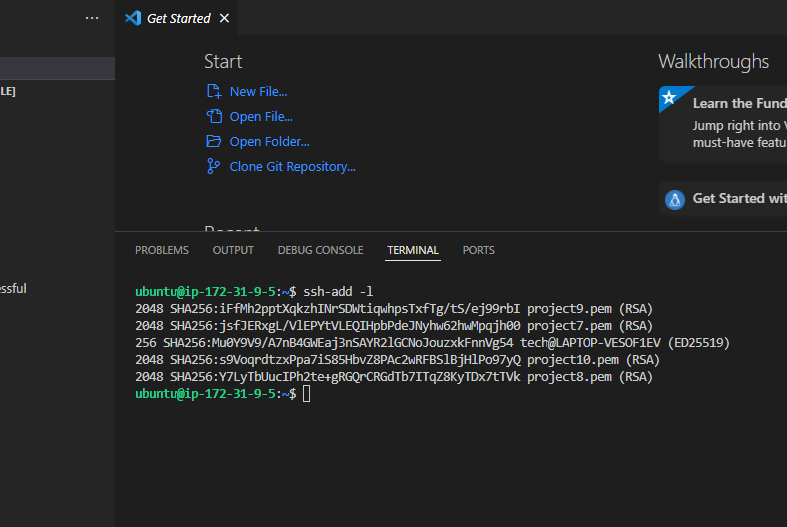 ···
Get Started ×
LE]
ssful
Start
New File...
Open File...
Open Folder...
Clone Git Repository...
Recent
Walkthroughs
Learn the Fund
Jump right into V
must-have featu
Get Started wit
PROBLEMS OUTPUT DEBUG CONSOLE TERMINAL PORTS
ubuntu@ip-172-31-9-5:~$ ssh-add -l
2048 SHA256:iFfMh2pptXqkzhINrSDWtiqwhpsTxfTg/tS/ej99rbI project9.pem (RSA)
2048 SHA256:jsfJERxgL/VlEPYtVLEQIHpbPdeJNyhw62hwMpqjh00 project7.pem (RSA)
256 SHA256:Mu0Y9V9/A7nB4GWEaj3nSAYR2lGCNoJouzxkFnnVg54 tech@LAPTOP-VESOF1EV (ED25519)
2048 SHA256:s9VoqrdtzxPpa7iS85HbvZ8PAc2wRFBSlBjHlPo97yQ project10.pem (RSA)
2048 SHA256:Y7LyTbUucIPh2te+gRGQrCRGdTb7ITqZ8KyTDx7tTVk project8.pem (RSA)
ubuntu@ip-172-31-9-5:~$